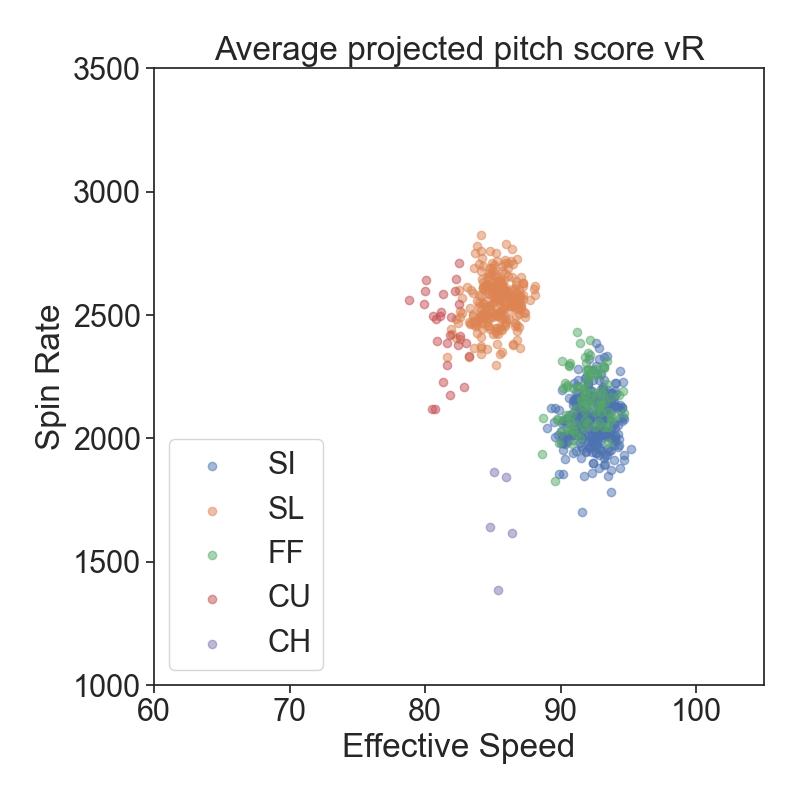 Average projected pitch score vR
3500
3000
2500
2000
1500
1000
Spin Rate
SI
SL
FF
CU
CH
60 70 80 90 100
Effective Speed